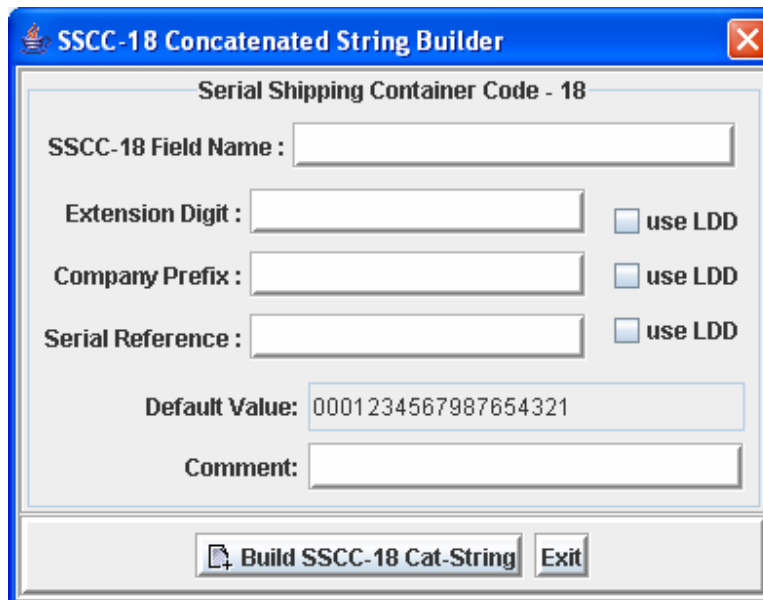 SSCC-18 Concatenated String Builder
Serial Shipping Container Code - 18
SSCC-18 Field Name :
Extension Digit : use LDD
Company Prefix : use LDD
Serial Reference : use LDD
Default Value: 0001234567987654321
Comment:
Build SSCC-18 Cat-String Exit